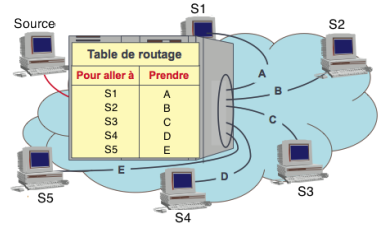 S1
Source
S2
Table de routage
Pour aller à Prendre
S1 A
S2 B
S3 C
S4 D
S5 E
A
B
C
E
D
S5
S4
S3